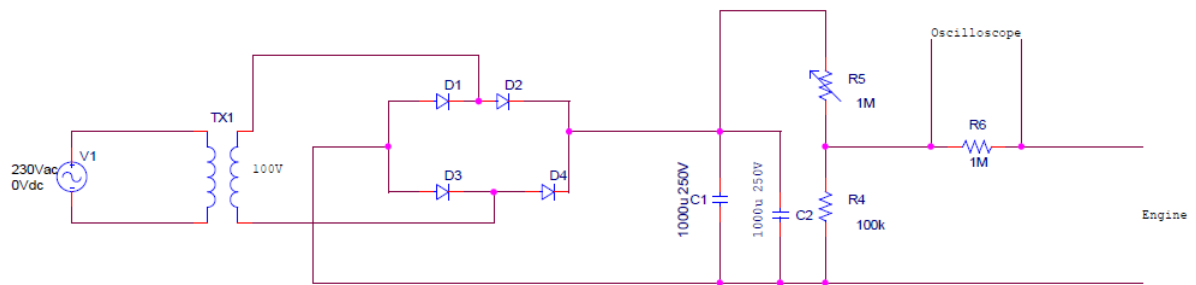 Oscilloscope
D1
D2
R5
1M
TX1
R6
1M
V1
230Vac
0Vdc
100V
D3
D4
1000u 250V
C1
1000u 250V
C2
R4
100k
Engine